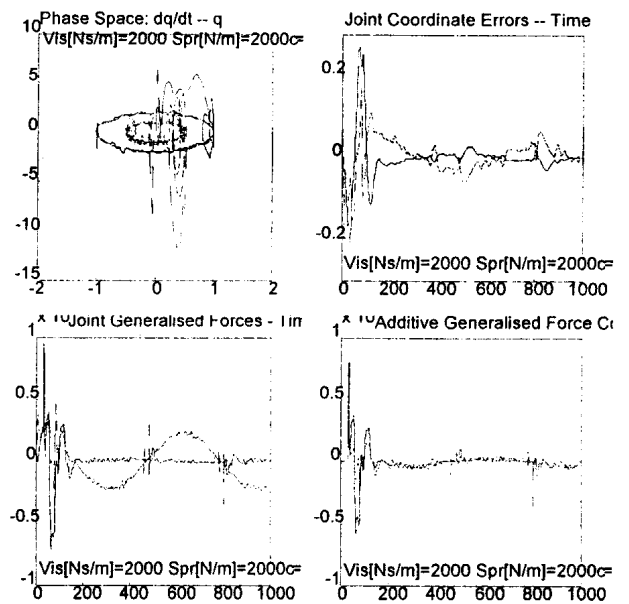 Phase Space: dq/dt -- q
Vis[Ns/m]=2000 Spr[N/m]=2000c=
10
5
0
-5
-10
-15
-2 -1 0 1 2
Joint Coordinate Errors -- Time
0.2
0
-0.2
Vis[Ns/m]=2000 Spr[N/m]=2000c=
0 200 400 600 800 1000
Joint Generalised Forces - Tim
1
0.5
0
-0.5
-1
Vis[Ns/m]=2000 Spr[N/m]=2000c=
0 200 400 600 800 1000
Additive Generalised Force Co
1
0.5
0
-0.5
-1
Vis[Ns/m]=2000 Spr[N/m]=2000c=
0 200 400 600 800 1000